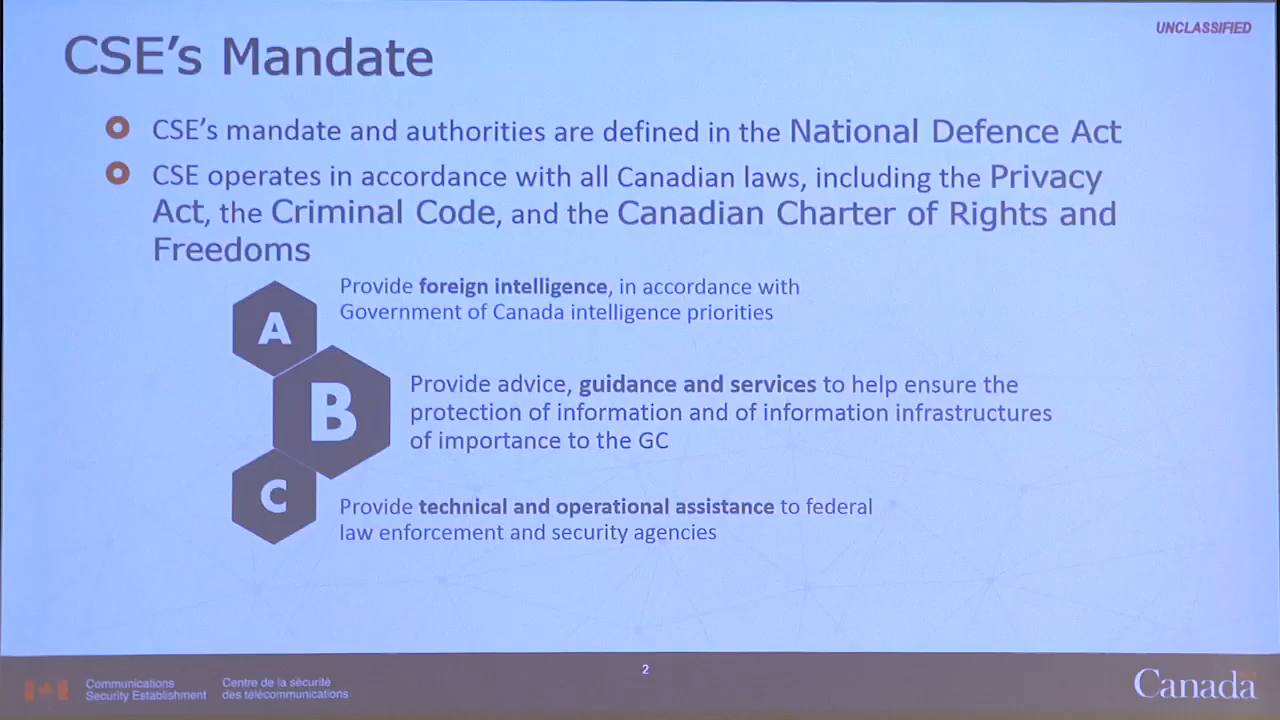 UNCLASSIFIED
CSE's Mandate
CSE's mandate and authorities are defined in the National Defence Act
CSE operates in accordance with all Canadian laws, including the Privacy
Act, the Criminal Code, and the Canadian Charter of Rights and
Freedoms
A
Provide foreign intelligence, in accordance with
Government of Canada intelligence priorities
B
Provide advice, guidance and services to help ensure the
protection of information and of information infrastructures
of importance to the GC
C
Provide technical and operational assistance to federal
law enforcement and security agencies
Communications
Security Establishment
Centre de la sécurité
des télécommunications
2
Canada